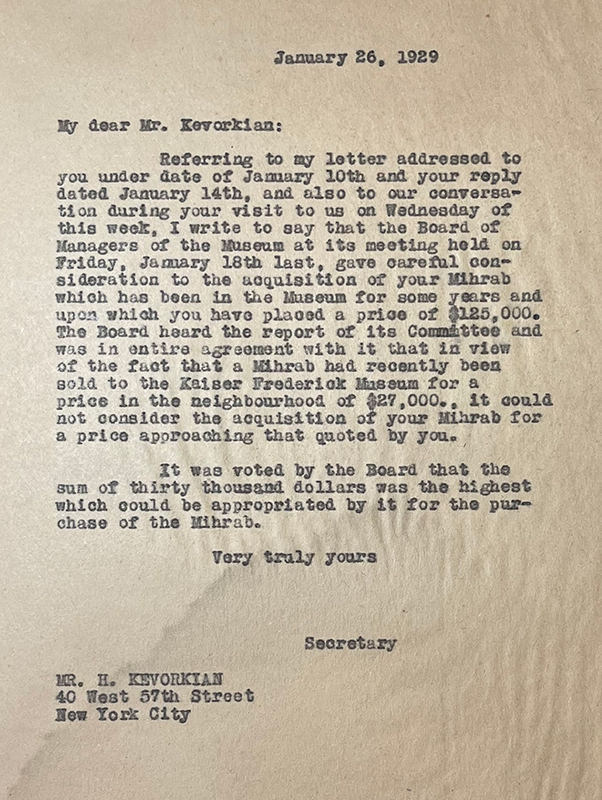 January 26, 1929
My dear Mr. Kevorkian:
Referring to my letter addressed to
you under date of January 10th and your reply
dated January 14th, and also to our conversa-
tion during your visit to us on Wednesday of
this week, I write to say that the Board of
Managers of the Museum at its meeting held on
Friday, January 18th last, gave careful con-
sideration to the acquisition of your Mihrab
which has been in the Museum for some years and
upon which you have placed a price of $125,000.
The Board heard the report of its Committee and
was in entire agreement with it that in view
of the fact that a Mihrab had recently been
sold to the Kaiser Frederick Museum for a
price in the neighbourhood of $27,000., it could
not consider the acquisition of your Mihrab for
a price approaching that quoted by you.
It was voted by the Board that the
sum of thirty thousand dollars was the highest
which could be appropriated by it for the pur-
chase of the Mihrab.
Very truly yours
Secretary
MR. H. KEVORKIAN
40 West 57th Street
New York City